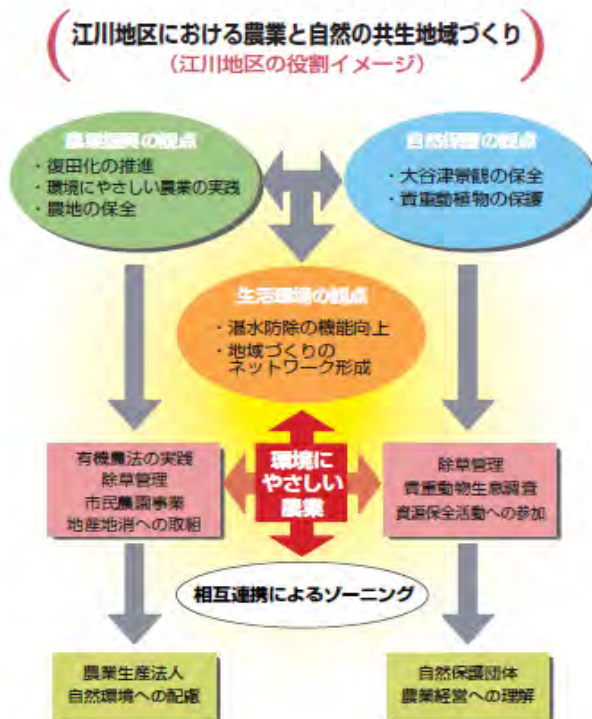 江川地区における農業と自然の共生地域づくり
(江川地区の役割イメージ)
農業振興の観点
・復田化の推進
・環境にやさしい農業の実践
・農地の保全
自然保護の観点
・大谷津景観の保全
・貴重動植物の保護
生活環境の観点
・湛水防除の機能向上
・地域づくりの
ネットワーク形成
有機農法の実践
除草管理
市民農園事業
地産地消への取組
環境に
やさしい
農業
除草管理
貴重動物生息調査
資源保全活動への参加
相互連携によるゾーニング
農業生産法人
自然環境への配慮
自然保護団体
農業経営への理解